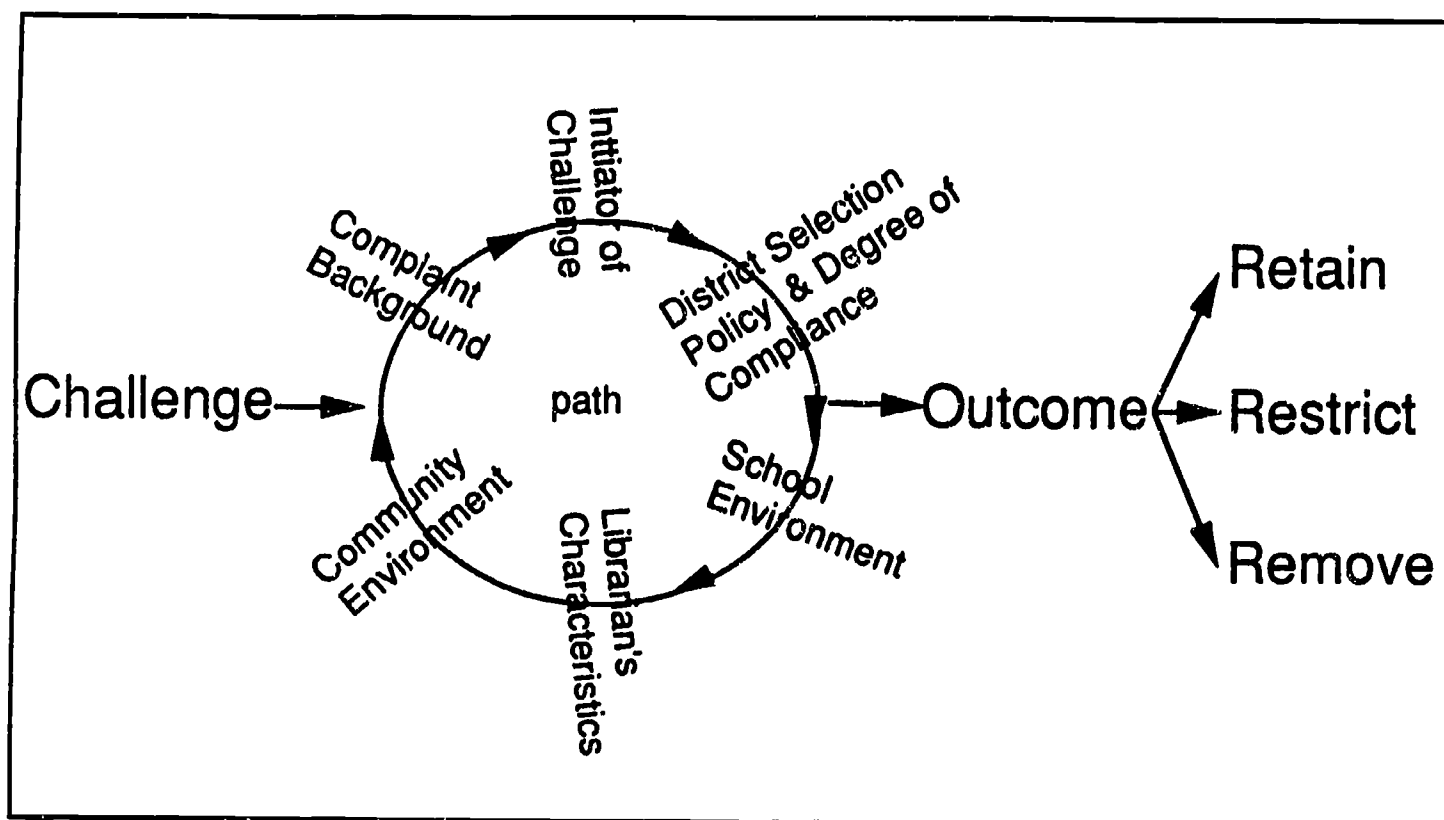 Challenge
Complaint
Background
Inttiator of
Challenge
District Selection
Policy & Degree of
Compliance
path
School
Environment
Librarian's
Characteristics
Community
Environment
Outcome
Retain
Restrict
Remove